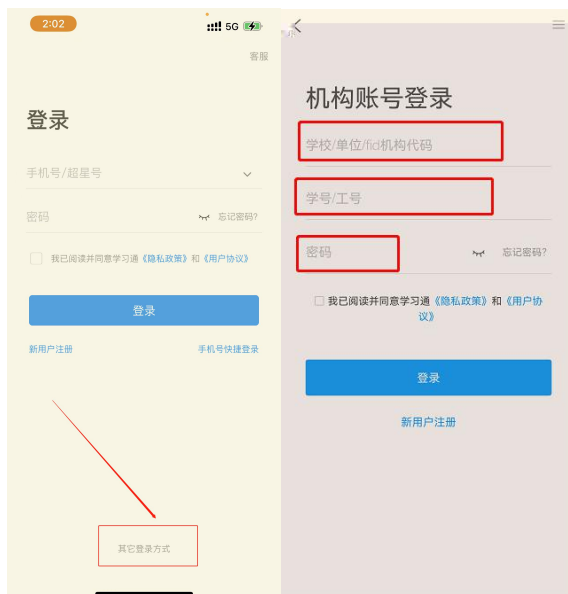 2:02
5G
客服
登录
手机号/超星号
密码
忘记密码?
我已阅读并同意学习通《隐私政策》和《用户协议》
登录
新用户注册
手机号快捷登录
其它登录方式
机构账号登录
学校/单位/fid机构代码
学号/工号
密码
忘记密码?
我已阅读并同意学习通《隐私政策》和《用户协
议》
登录
新用户注册